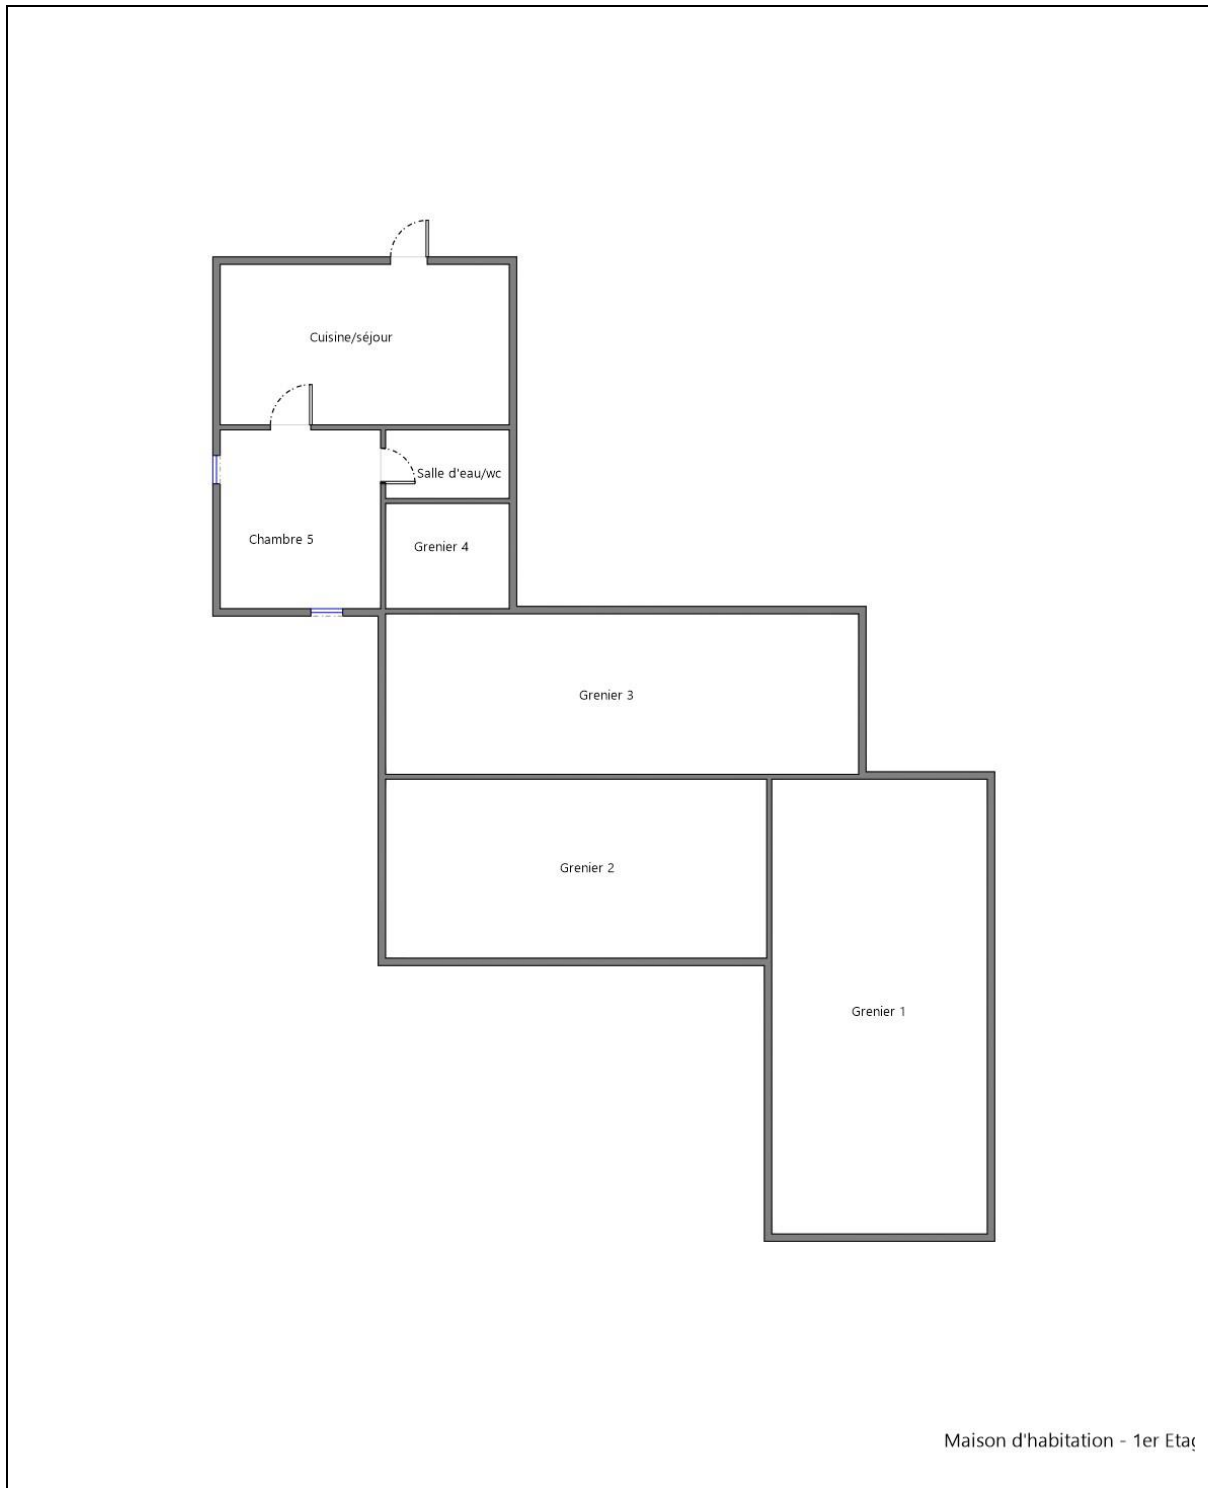 Cuisine/séjour
Salle d'eau/wc
Chambre 5
Grenier 4
Grenier 3
Grenier 2
Grenier 1
Maison d'habitation - 1er